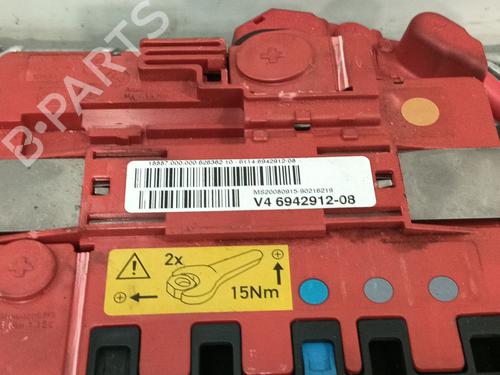 B-PARTS
18557.000.000 626362 10 - 6114-6942912-08
MS20080915-90216219
V4 6942912-08
2x
15Nm